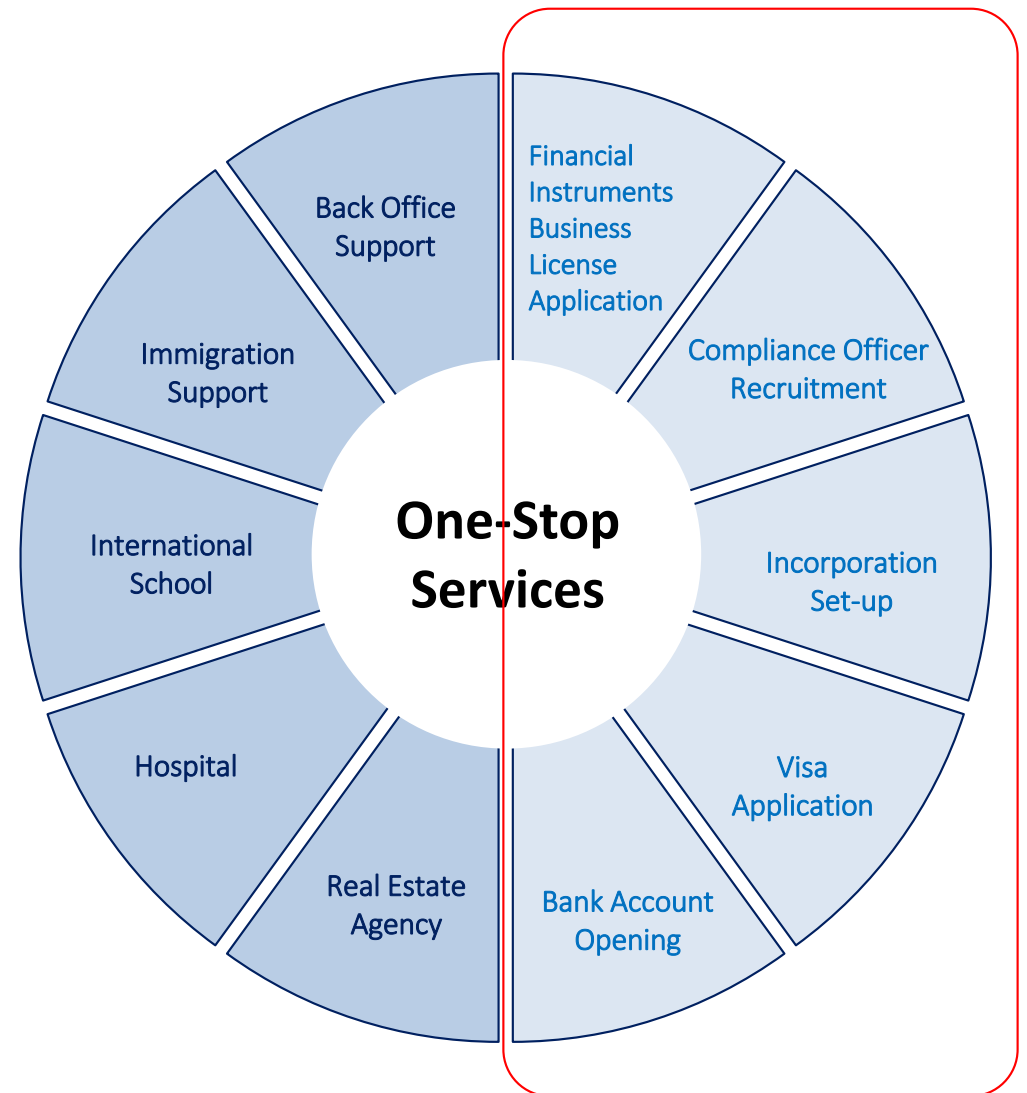 Financial
Instruments
Business
License
Application
Compliance Officer
Recruitment
Incorporation
Set-up
Visa
Application
Bank Account
Opening
Real Estate
Agency
Hospital
International
School
Immigration
Support
Back Office
Support
One-Stop
Services